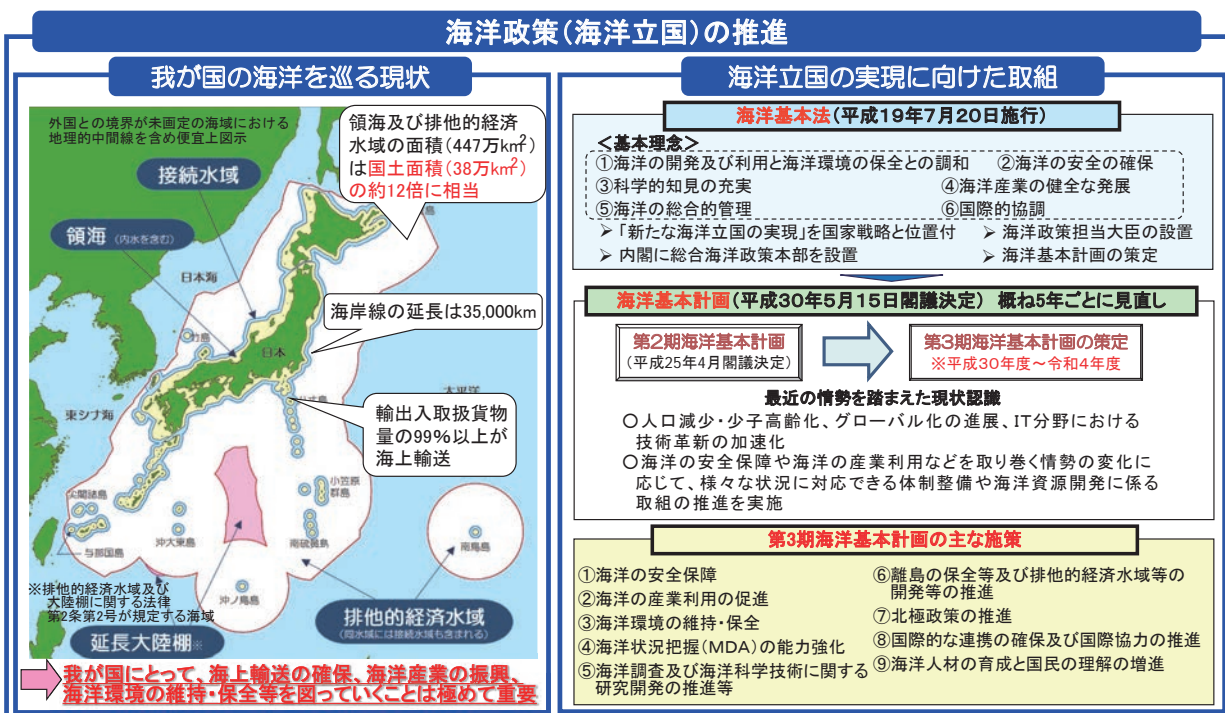 海洋政策(海洋立国)の推進
我が国の海洋を巡る現状
外国との境界が未画定の海域における
地理的中間線を含め便宜上図示
領海及び排他的経済
水域の面積(447万km²)
は国土面積(38万km²)
の約12倍に相当
接続水域
領海(内水を含む)
日本海
海岸線の延長は35,000km
竹島
日本
太平洋
東シナ海
輸出入取扱貨物
量の99%以上が
海上輸送
小笠原
群島
尖閣諸島
与那国島
沖大東島
南硫黄島
南鳥島
沖ノ鳥島
※排他的経済水域及び
大陸棚に関する法律
第2条第2号が規定する海域
延長大陸棚※
排他的経済水域
(同水域には接続水域も含まれる)
我が国にとって、海上輸送の確保、海洋産業の振興、
海洋環境の維持・保全等を図っていくことは極めて重要
海洋立国の実現に向けた取組
海洋基本法(平成19年7月20日施行)
<基本理念>
①海洋の開発及び利用と海洋環境の保全との調和 ②海洋の安全の確保
③科学的知見の充実 ④海洋産業の健全な発展
⑤海洋の総合的管理 ⑥国際的協調
➢「新たな海洋立国の実現」を国家戦略と位置付 ➢ 海洋政策担当大臣の設置
➢ 内閣に総合海洋政策本部を設置 ➢ 海洋基本計画の策定
海洋基本計画(平成30年5月15日閣議決定) 概ね5年ごとに見直し
第2期海洋基本計画
(平成25年4月閣議決定)
第3期海洋基本計画の策定
※平成30年度~令和4年度
最近の情勢を踏まえた現状認識
○人口減少・少子高齢化、グローバル化の進展、IT分野における
技術革新の加速化
○海洋の安全保障や海洋の産業利用などを取り巻く情勢の変化に
応じて、様々な状況に対応できる体制整備や海洋資源開発に係る
取組の推進を実施
第3期海洋基本計画の主な施策
①海洋の安全保障
②海洋の産業利用の促進
③海洋環境の維持・保全
④海洋状況把握(MDA)の能力強化
⑤海洋調査及び海洋科学技術に関する
研究開発の推進等
⑥離島の保全等及び排他的経済水域等の
開発等の推進
⑦北極政策の推進
⑧国際的な連携の確保及び国際協力の推進
⑨海洋人材の育成と国民の理解の増進